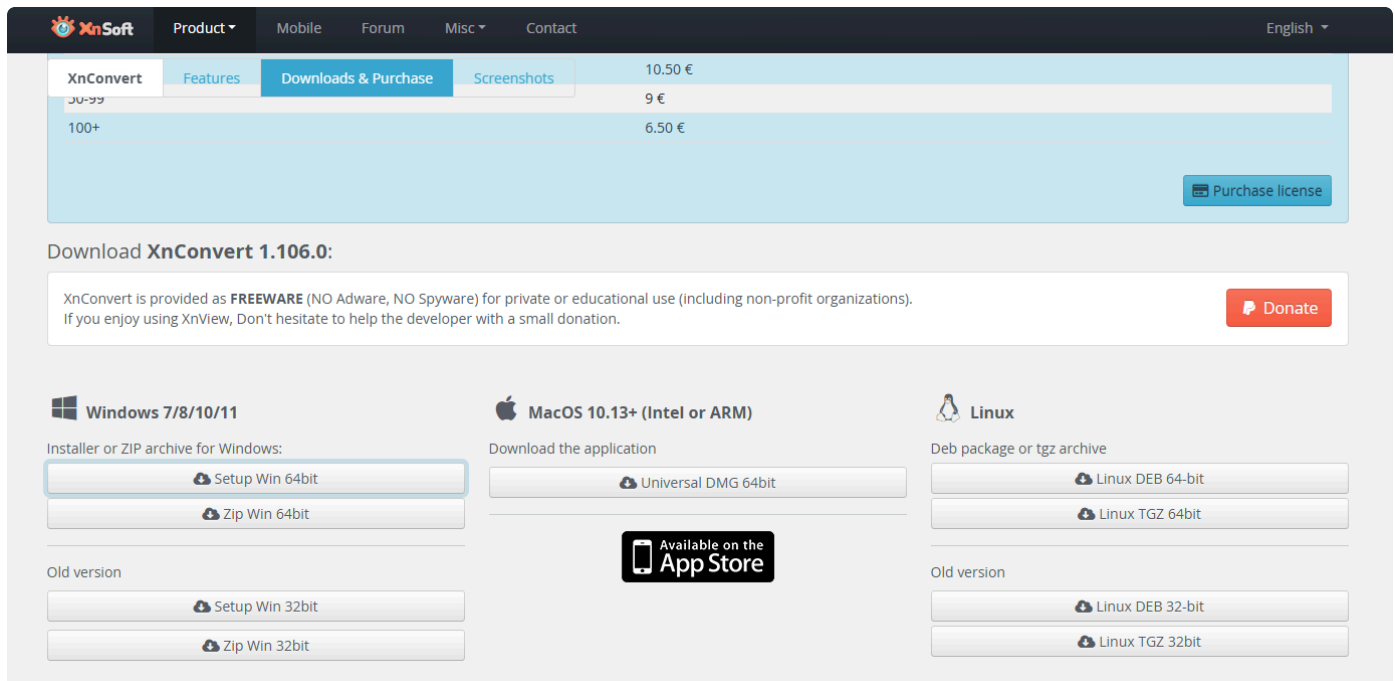 XnSoft Product Mobile Forum Misc Contact English
XnConvert Features Downloads & Purchase Screenshots
10.50 €
50-99 9 €
100+ 6.50 €
Purchase license
Download XnConvert 1.106.0:
XnConvert is provided as FREEWARE (NO Adware, NO Spyware) for private or educational use (including non-profit organizations).
If you enjoy using XnView, Don't hesitate to help the developer with a small donation.
Donate
Windows 7/8/10/11
Installer or ZIP archive for Windows:
Setup Win 64bit
Zip Win 64bit
Old version
Setup Win 32bit
Zip Win 32bit
MacOS 10.13+ (Intel or ARM)
Download the application
Universal DMG 64bit
Available on the
App Store
Linux
Deb package or tgz archive
Linux DEB 64-bit
Linux TGZ 64bit
Old version
Linux DEB 32-bit
Linux TGZ 32bit